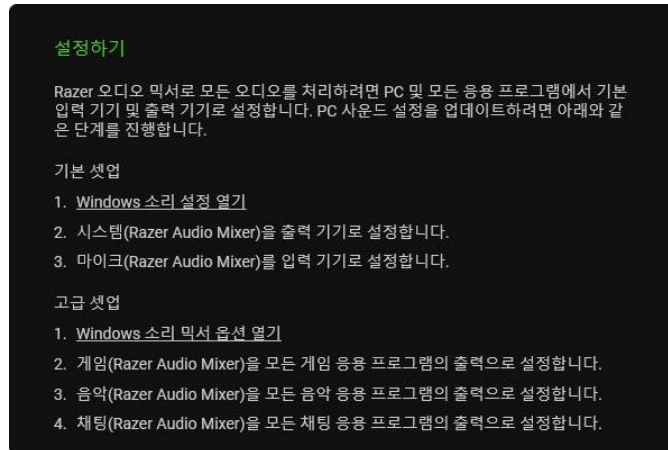 설정하기
Razer 오디오 믹서로 모든 오디오를 처리하려면 PC 및 모든 응용 프로그램에서 기본
입력 기기 및 출력 기기로 설정합니다. PC 사운드 설정을 업데이트하려면 아래와 같
은 단계를 진행합니다.
기본 셋업
1. Windows 소리 설정 열기
2. 시스템(Razer Audio Mixer)을 출력 기기로 설정합니다.
3. 마이크(Razer Audio Mixer)를 입력 기기로 설정합니다.
고급 셋업
1. Windows 소리 믹서 옵션 열기
2. 게임(Razer Audio Mixer)을 모든 게임 응용 프로그램의 출력으로 설정합니다.
3. 음악(Razer Audio Mixer)을 모든 음악 응용 프로그램의 출력으로 설정합니다.
4. 채팅(Razer Audio Mixer)을 모든 채팅 응용 프로그램의 출력으로 설정합니다.